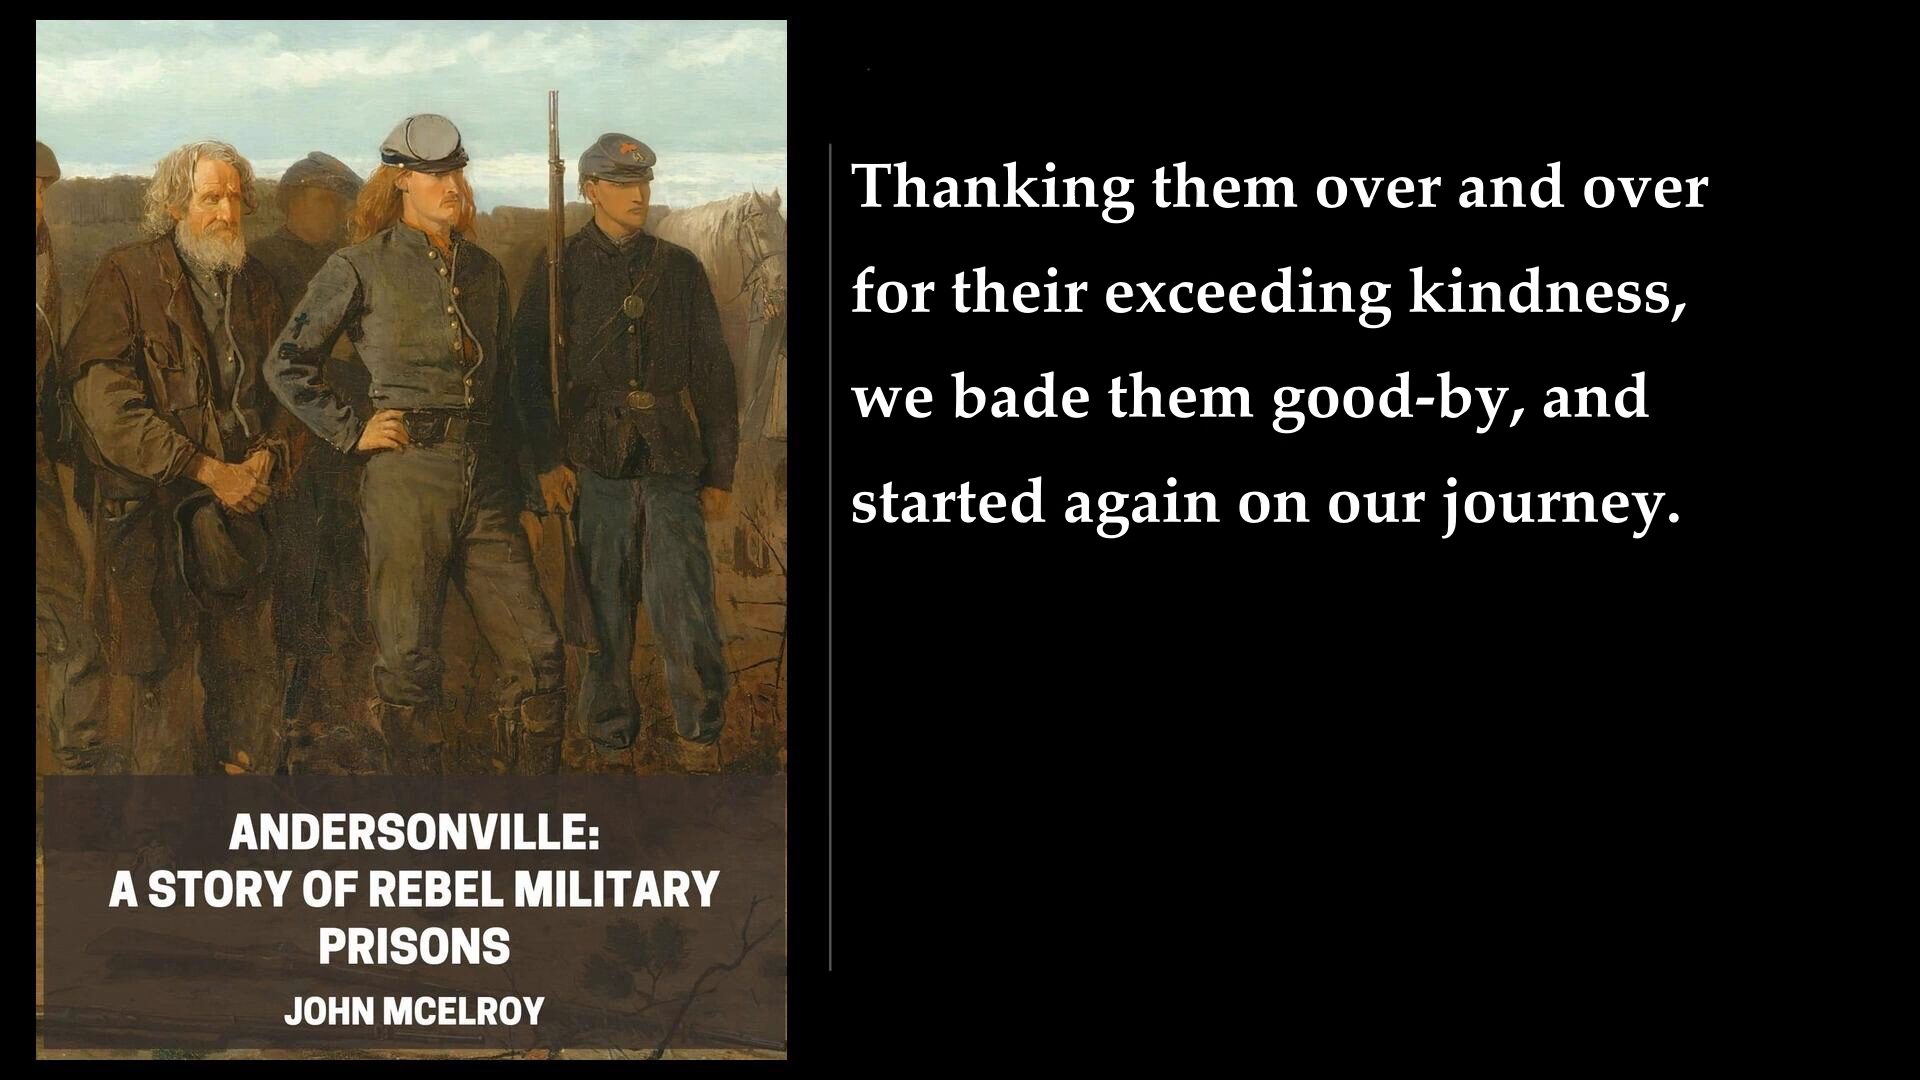 Thanking them over and over
for their exceeding kindness,
we bade them good-by, and
started again on our journey.
ANDERSONVILLE:
A STORY OF REBEL MILITARY
PRISONS
JOHN MCELROY